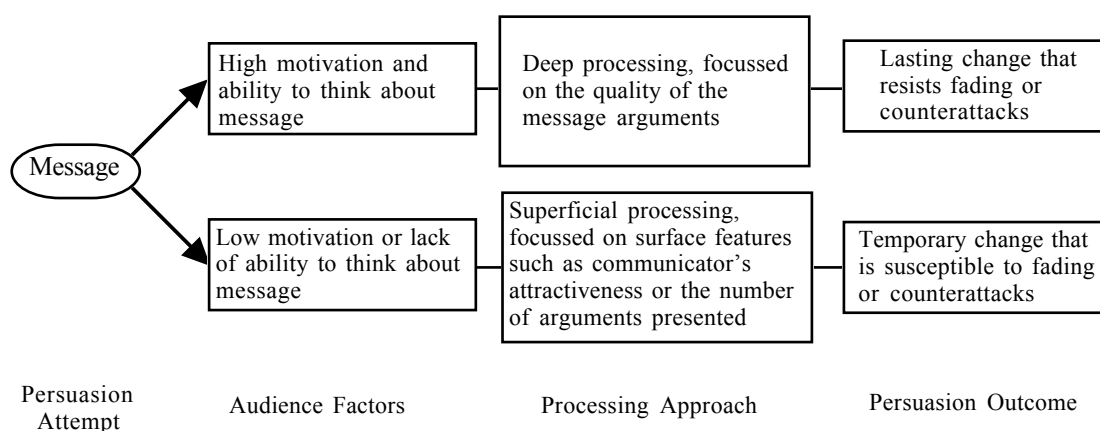 Message
High motivation and
ability to think about
message
Deep processing, focussed
on the quality of the
message arguments
Lasting change that
resists fading or
counterattacks
Low motivation or lack
of ability to think about
message
Superficial processing,
focussed on surface features
such as communicator's
attractiveness or the number
of arguments presented
Temporary change that
is susceptible to fading
or counterattacks
Persuasion
Attempt
Audience Factors
Processing Approach
Persuasion Outcome